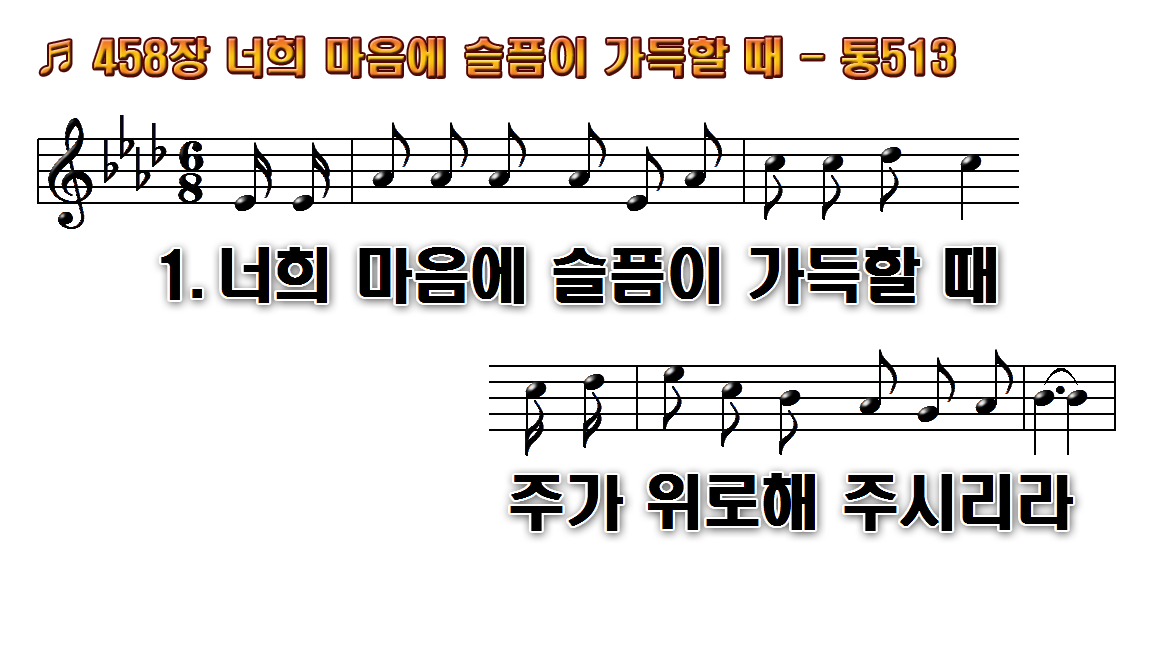 ♬ 458장 너희 마음에 슬픔이 가득할 때 - 통513
6
8
1. 너희 마음에 슬픔이 가득할 때
주가 위로해 주시리라